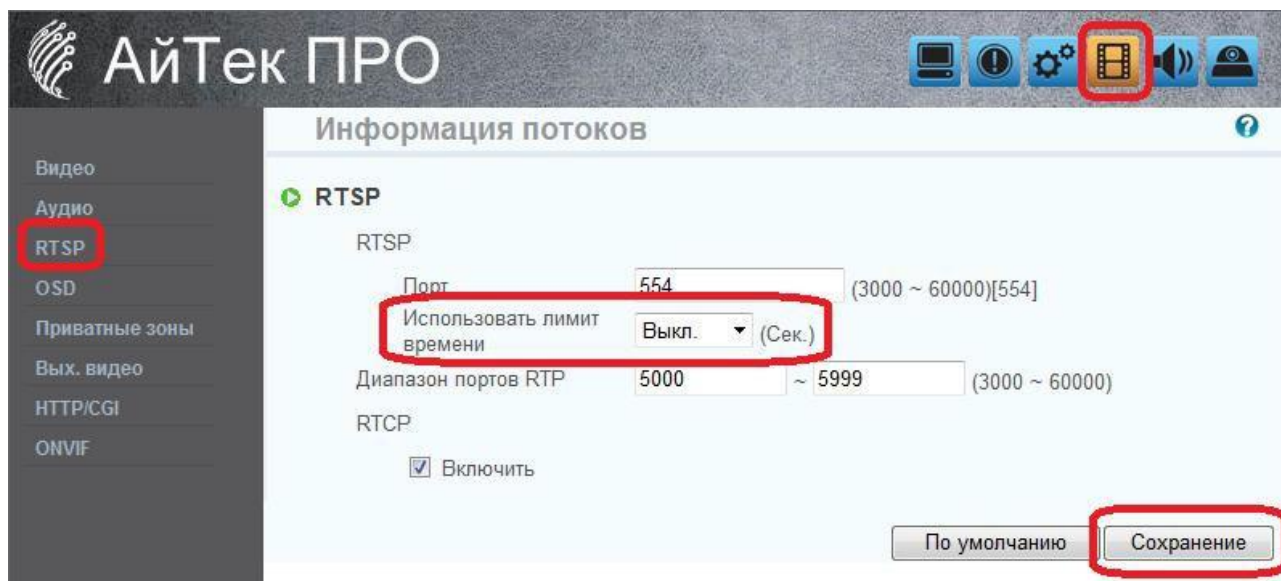 АйТек ПРО
Информация потоков
Видео
Аудио
RTSP
OSD
Приватные зоны
Вых. видео
HTTP/CGI
ONVIF
RTSP
RTSP
Порт 554 (3000 ~ 60000)[554]
Использовать лимит
времени Выкл. (Сек.)
Диапазон портов RTP 5000 ~ 5999 (3000 ~ 60000)
RTCP
Включить
По умолчанию Сохранение